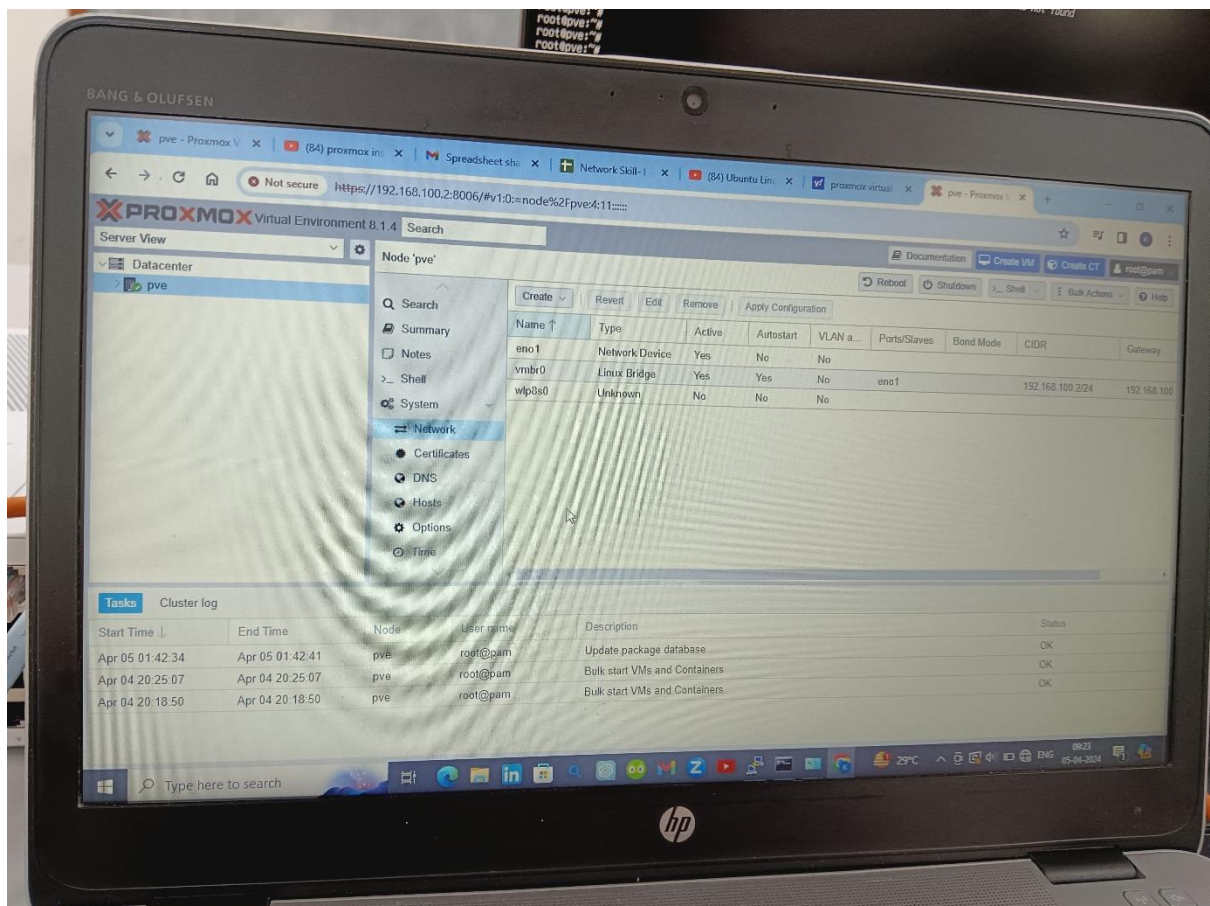 root@pve:~#
root@pve:~#
root@pve:~#
not found
BANG & OLUFSEN
pve - Proxmox V
(84) proxmox in
Spreadsheet sha
Network Skill-
(84) Ubuntu Lin
proxmox virtual
pve - Proxmox V
Not secure https://192.168.100.2:8006/#v1:0:=node%2Fpve:4:11::::::
PROXMOX Virtual Environment 8.1.4 Search
Documentation Create VM Create CT root@pam
Server View
Node 'pve'
Reboot Shutdown >_ Shell Bulk Actions Help
Datacenter
pve
Search
Summary
Notes
>_ Shell
System
Network
Certificates
DNS
Hosts
Options
Time
Create Revert Edit Remove Apply Configuration
Name ↑ Type Active Autostart VLAN a... Ports/Slaves Bond Mode CIDR Gateway
eno1 Network Device Yes No No
vmbr0 Linux Bridge Yes Yes No eno1 192.168.100.2/24 192.168.100
wlp8s0 Unknown No No No
Tasks Cluster log
Start Time ↓ End Time Node User name Description Status
Apr 05 01:42:34 Apr 05 01:42:41 pve root@pam Update package database OK
Apr 04 20:25:07 Apr 04 20:25:07 pve root@pam Bulk start VMs and Containers OK
Apr 04 20:18:50 Apr 04 20:18:50 pve root@pam Bulk start VMs and Containers OK
Type here to search
29°C ENG 09:23
05-04-2024
hp